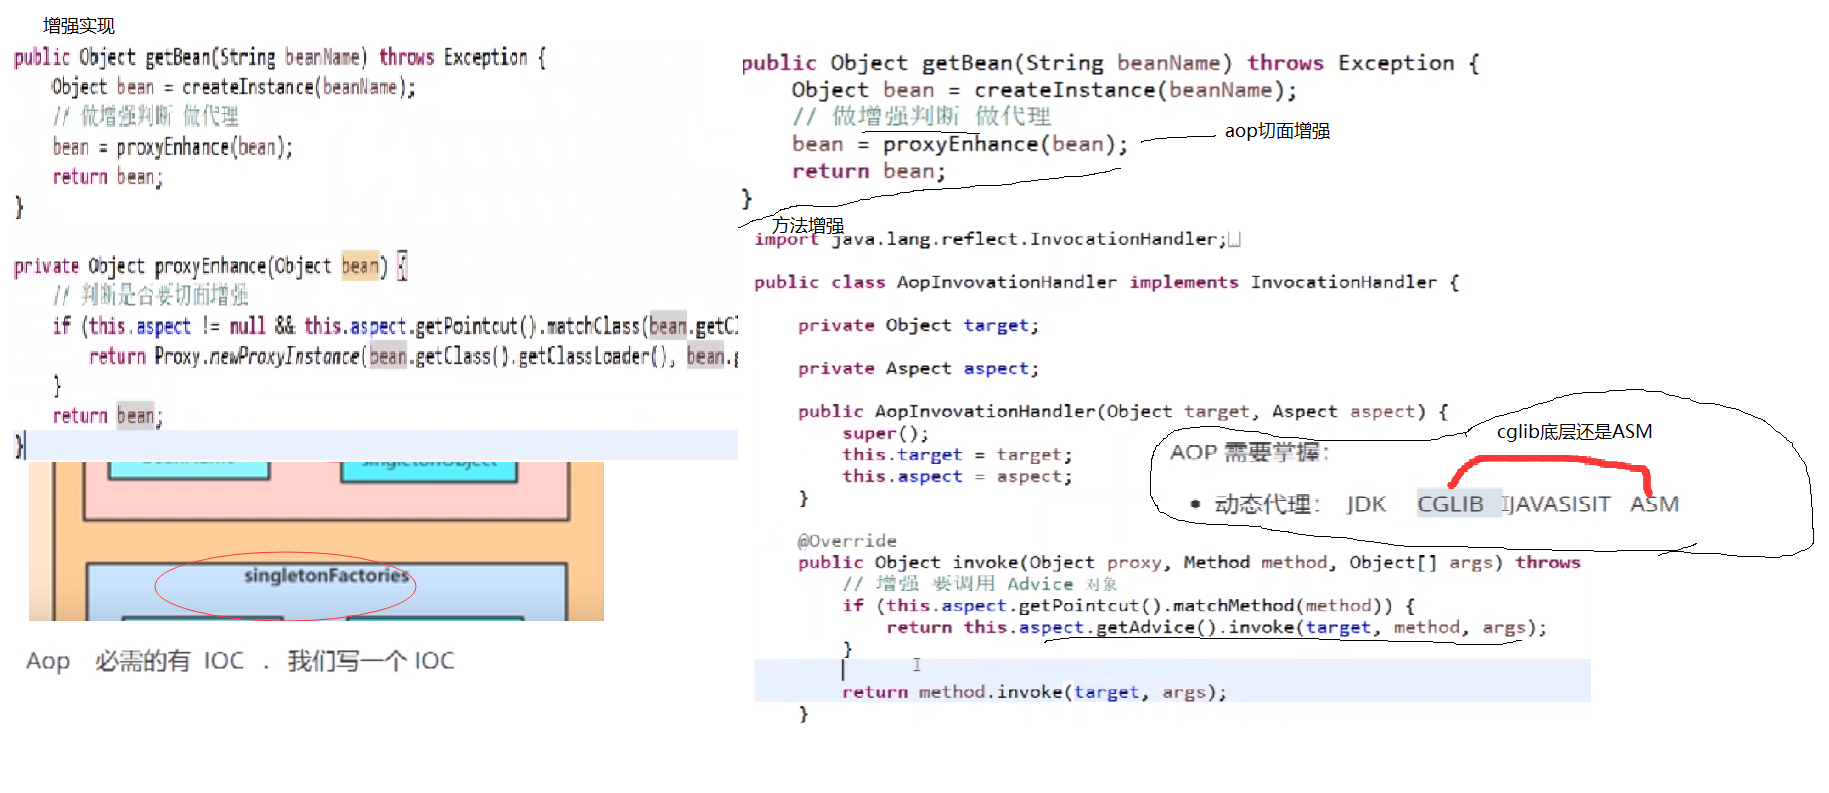 增强实现
public Object getBean(String beanName) throws Exception {
Object bean = createInstance(beanName);
// 做增强判断 做代理
bean = proxyEnhance(bean);
return bean;
}
private Object proxyEnhance(Object bean) {
// 判断是否要切面增强
if (this.aspect != null && this.aspect.getPointcut().matchClass(bean.getCl
return Proxy.newProxyInstance(bean.getClass().getClassLoader(), bean.g
}
return bean;
}
singletonObject
singletonFactories
Aop 必需的有 IOC . 我们写一个 IOC
public Object getBean(String beanName) throws Exception {
Object bean = createInstance(beanName);
// 做增强判断 做代理
bean = proxyEnhance(bean);
aop切面增强
return bean;
}
方法增强
import java.lang.reflect.InvocationHandler;
public class AopInvovationHandler implements InvocationHandler {
private Object target;
private Aspect aspect;
public AopInvovationHandler(Object target, Aspect aspect) {
super();
this.target = target;
this.aspect = aspect;
}
cglib底层还是ASM
AOP 需要掌握：
• 动态代理： JDK CGLIB JAVASISIT ASM
@Override
public Object invoke(Object proxy, Method method, Object[] args) throws
// 增强 要调用 Advice 对象
if (this.aspect.getPointcut().matchMethod(method)) {
return this.aspect.getAdvice().invoke(target, method, args);
}
return method.invoke(target, args);
}